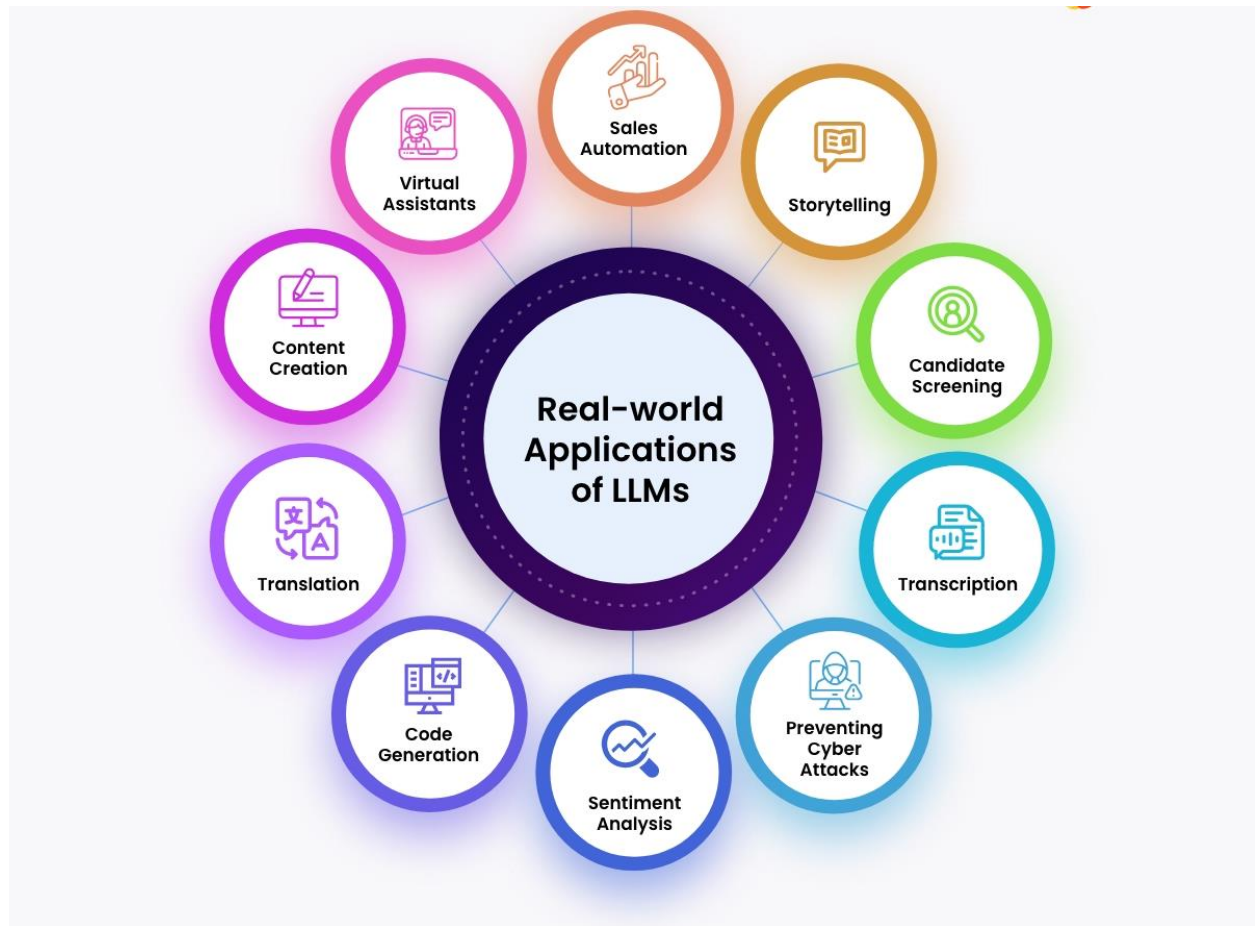 Real-world
Applications
of LLMs
Sales
Automation
Storytelling
Candidate
Screening
Transcription
Preventing
Cyber
Attacks
Sentiment
Analysis
Code
Generation
Translation
Content
Creation
Virtual
Assistants